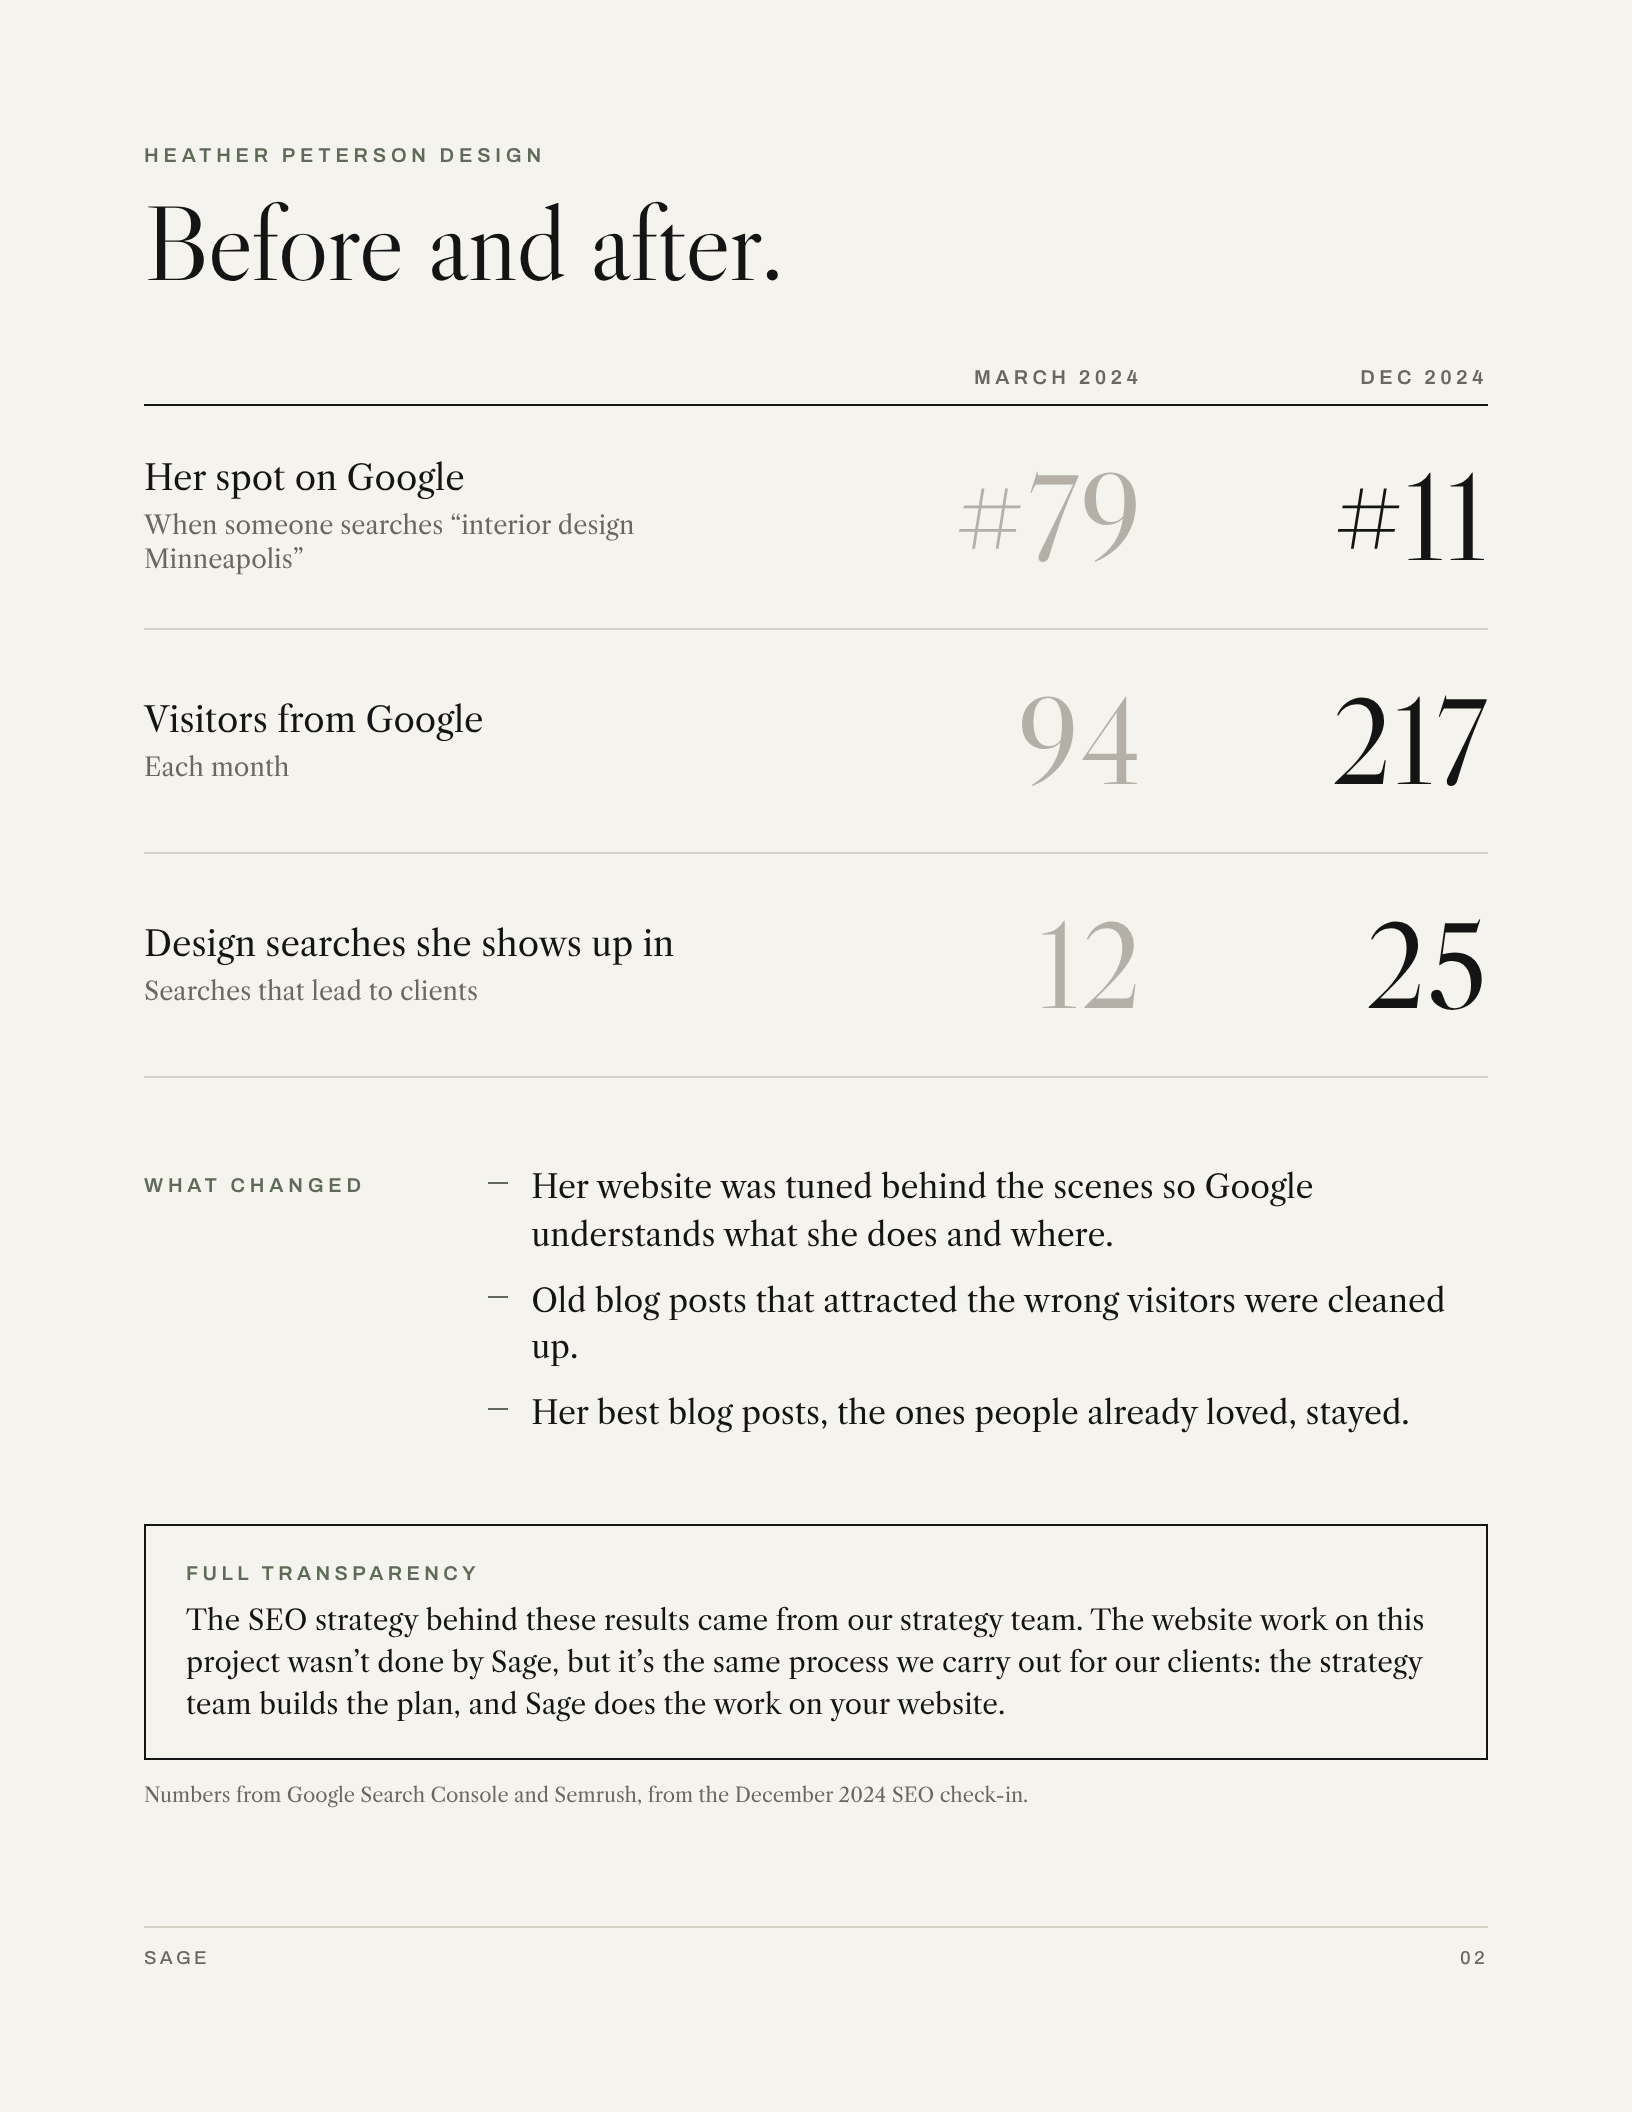 HEATHER PETERSON DESIGN
Before and after.
MARCH 2024 DEC 2024
Her spot on Google
When someone searches “interior design
Minneapolis”
#79 #11
Visitors from Google
Each month
94 217
Design searches she shows up in
Searches that lead to clients
12 25
WHAT CHANGED
— Her website was tuned behind the scenes so Google
understands what she does and where.
— Old blog posts that attracted the wrong visitors were cleaned
up.
— Her best blog posts, the ones people already loved, stayed.
FULL TRANSPARENCY
The SEO strategy behind these results came from our strategy team. The website work on this
project wasn’t done by Sage, but it’s the same process we carry out for our clients: the strategy
team builds the plan, and Sage does the work on your website.
Numbers from Google Search Console and Semrush, from the December 2024 SEO check-in.
SAGE 02